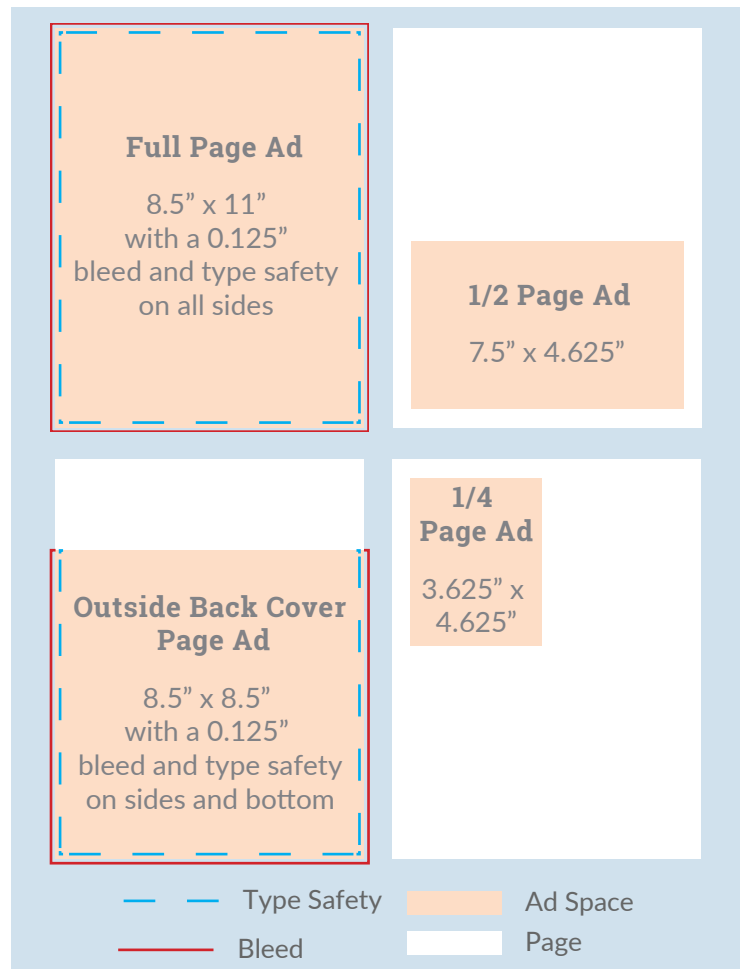 Full Page Ad
8.5” x 11”
with a 0.125”
bleed and type safety
on all sides
1/2 Page Ad
7.5” x 4.625”
Outside Back Cover
Page Ad
8.5” x 8.5”
with a 0.125”
bleed and type safety
on sides and bottom
1/4
Page Ad
3.625” x
4.625”
Type Safety
Bleed
Ad Space
Page